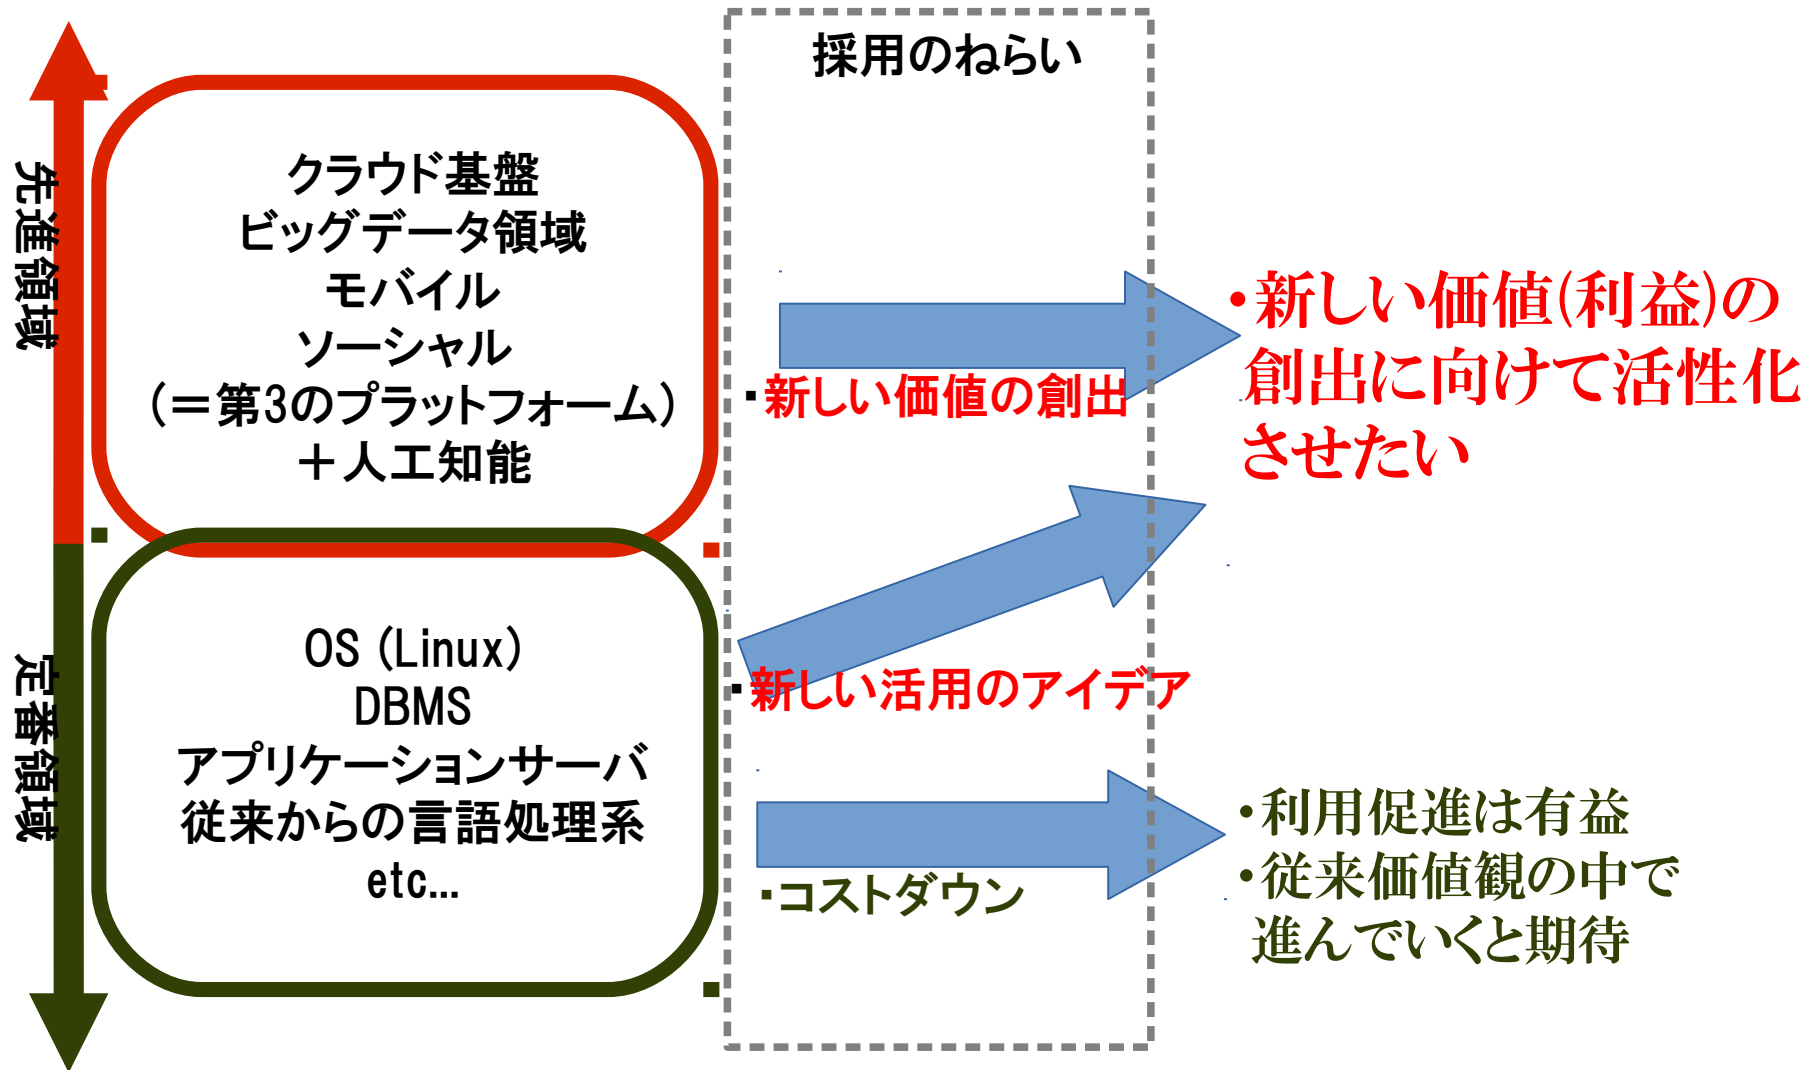 採用のねらい
先進領域
クラウド基盤
ビッグデータ領域
モバイル
ソーシャル
（＝第3のプラットフォーム）
＋人工知能
・新しい価値の創出
・新しい価値(利益)の
創出に向けて活性化
させたい
定番領域
OS (Linux)
DBMS
アプリケーションサーバ
従来からの言語処理系
etc...
・新しい活用のアイデア
・コストダウン
・利用促進は有益
・従来価値観の中で
進んでいくと期待